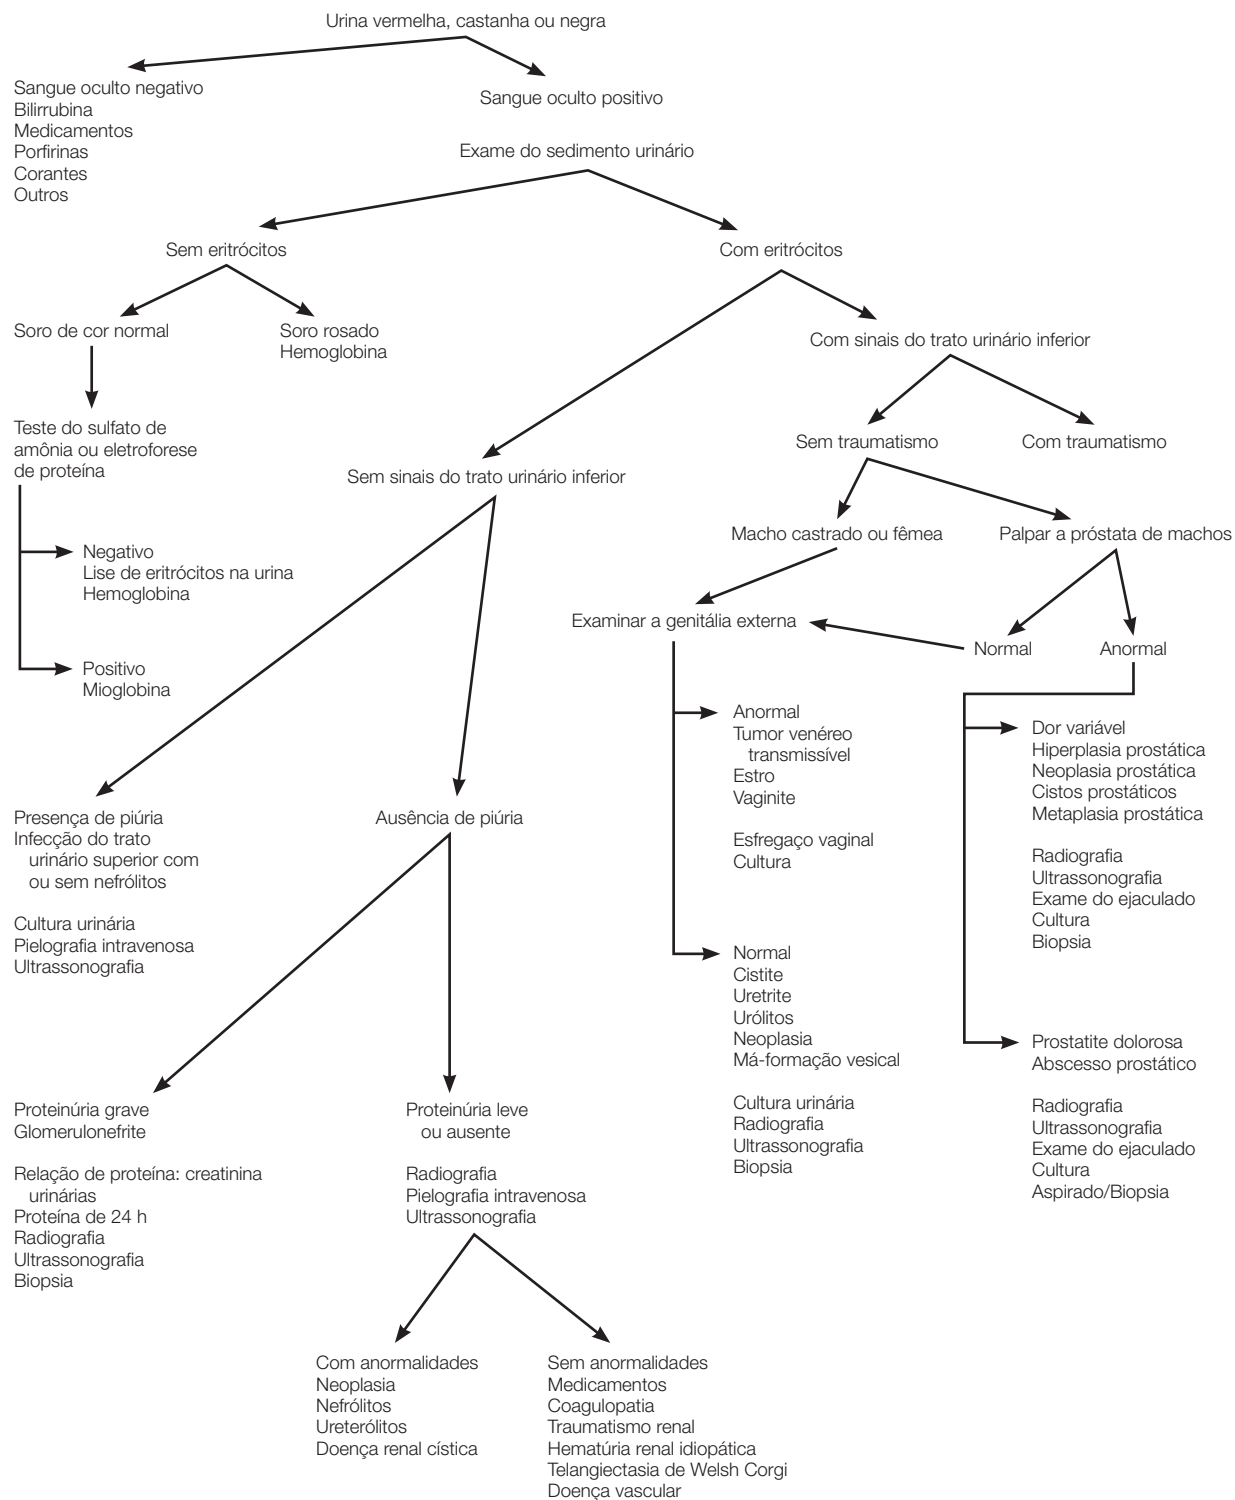 Urina vermelha, castanha ou negra
Sangue oculto negativo
Bilirrubina
Medicamentos
Porfirinas
Corantes
Outros
Sangue oculto positivo
Exame do sedimento urinário
Sem eritrócitos
Com eritrócitos
Soro de cor normal
Soro rosado
Hemoglobina
Teste do sulfato de
amônia ou eletroforese
de proteína
Negativo
Lise de eritrócitos na urina
Hemoglobina
Positivo
Mioglobina
Com sinais do trato urinário inferior
Sem sinais do trato urinário inferior
Sem traumatismo
Com traumatismo
Macho castrado ou fêmea
Palpar a próstata de machos
Examinar a genitália externa
Normal
Anormal
Anormal
Tumor venéreo
transmissível
Estro
Vaginite
Esfregaço vaginal
Cultura
Normal
Cistite
Uretrite
Urólitos
Neoplasia
Má-formação vesical
Cultura urinária
Radiografia
Ultrassonografia
Biopsia
Dor variável
Hiperplasia prostática
Neoplasia prostática
Cistos prostáticos
Metaplasia prostática
Radiografia
Ultrassonografia
Exame do ejaculado
Cultura
Biopsia
Prostatite dolorosa
Abscesso prostático
Radiografia
Ultrassonografia
Exame do ejaculado
Cultura
Aspirado/Biopsia
Presença de piúria
Infecção do trato
urinário superior com
ou sem nefrólitos
Cultura urinária
Pielografia intravenosa
Ultrassonografia
Ausência de piúria
Proteinúria grave
Glomerulonefrite
Relação de proteína: creatinina
urinárias
Proteína de 24 h
Radiografia
Ultrassonografia
Biopsia
Proteinúria leve
ou ausente
Radiografia
Pielografia intravenosa
Ultrassonografia
Com anormalidades
Neoplasia
Nefrólitos
Ureterólitos
Doença renal cística
Sem anormalidades
Medicamentos
Coagulopatia
Traumatismo renal
Hematúria renal idiopática
Telangiectasia de Welsh Corgi
Doença vascular